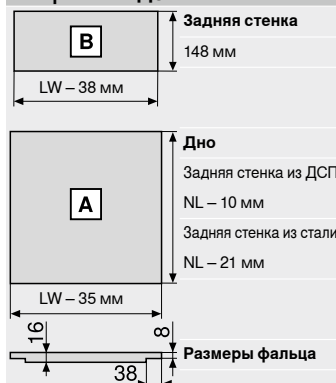 Задняя стенка
B
148 мм
LW – 38 мм
Дно
Задняя стенка из ДСП
A
NL – 10 мм
Задняя стенка из стали
NL – 21 мм
LW – 35 мм
16
8
Размеры фальца
38